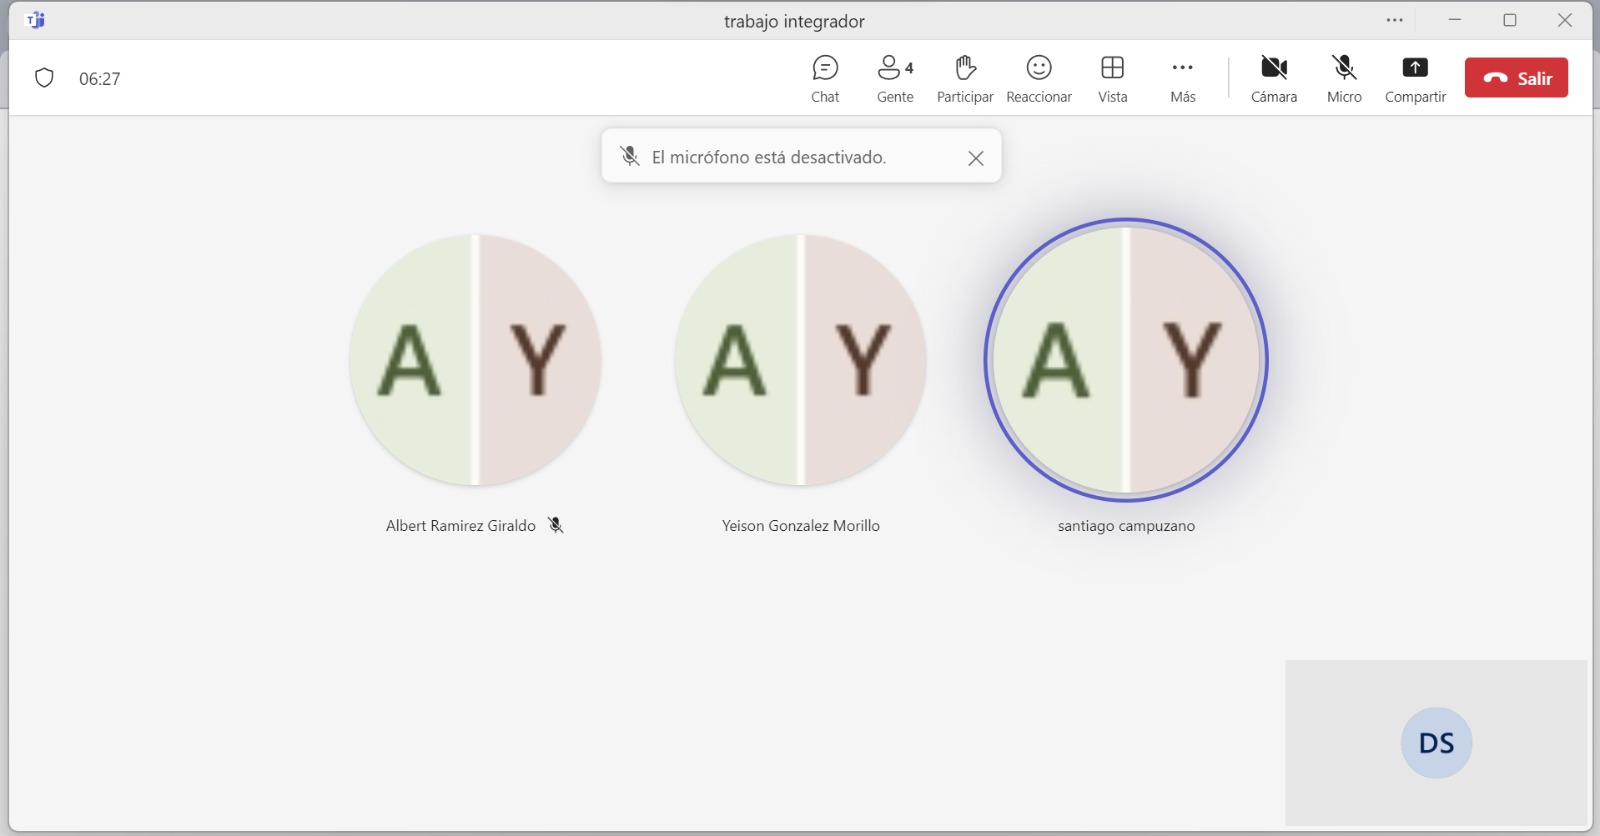 trabajo integrador
06:27
Chat
Gente 4
Participar
Reaccionar
Vista
Más
Cámara
Micro
Compartir
Salir
El micrófono está desactivado.
A Y
A Y
A Y
Albert Ramirez Giraldo
Yeison Gonzalez Morillo
santiago campuzano
DS